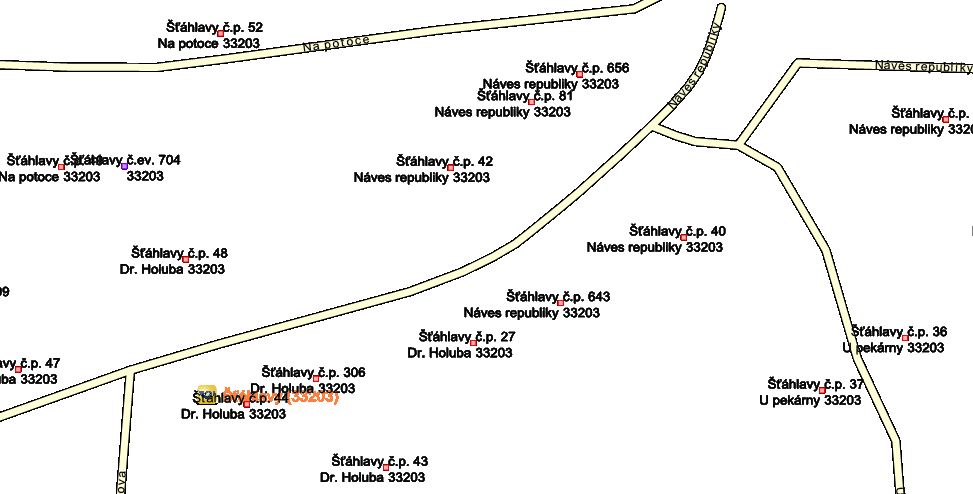 Šťáhlavy č.p. 52
Na potoce 33203
Na potoce
Náves republiky
Náves republiky
Šťáhlavy č.p. 656
Náves republiky 33203
Šťáhlavy č.p. 81
Náves republiky 33203
Šťáhlavy č.p.
Náves republiky
Šťáhlavy
Na potoce 33203
Šťáhlavy č.ev. 704
33203
Šťáhlavy č.p. 42
Náves republiky 33203
Šťáhlavy č.p. 40
Náves republiky 33203
Šťáhlavy č.p. 48
Dr. Holuba 33203
Šťáhlavy č.p. 643
Náves republiky 33203
Šťáhlavy č.p. 27
Dr. Holuba 33203
Šťáhlavy č.p. 36
U pekárny 33203
č.p. 47
33203
Šťáhlavy č.p. 306
Dr. Holuba 33203
Šťáhlavy (33203)
Šťáhlavy č.p. 44
Dr. Holuba 33203
Šťáhlavy č.p. 37
U pekárny 33203
Šťáhlavy č.p. 43
Dr. Holuba 33203
ova